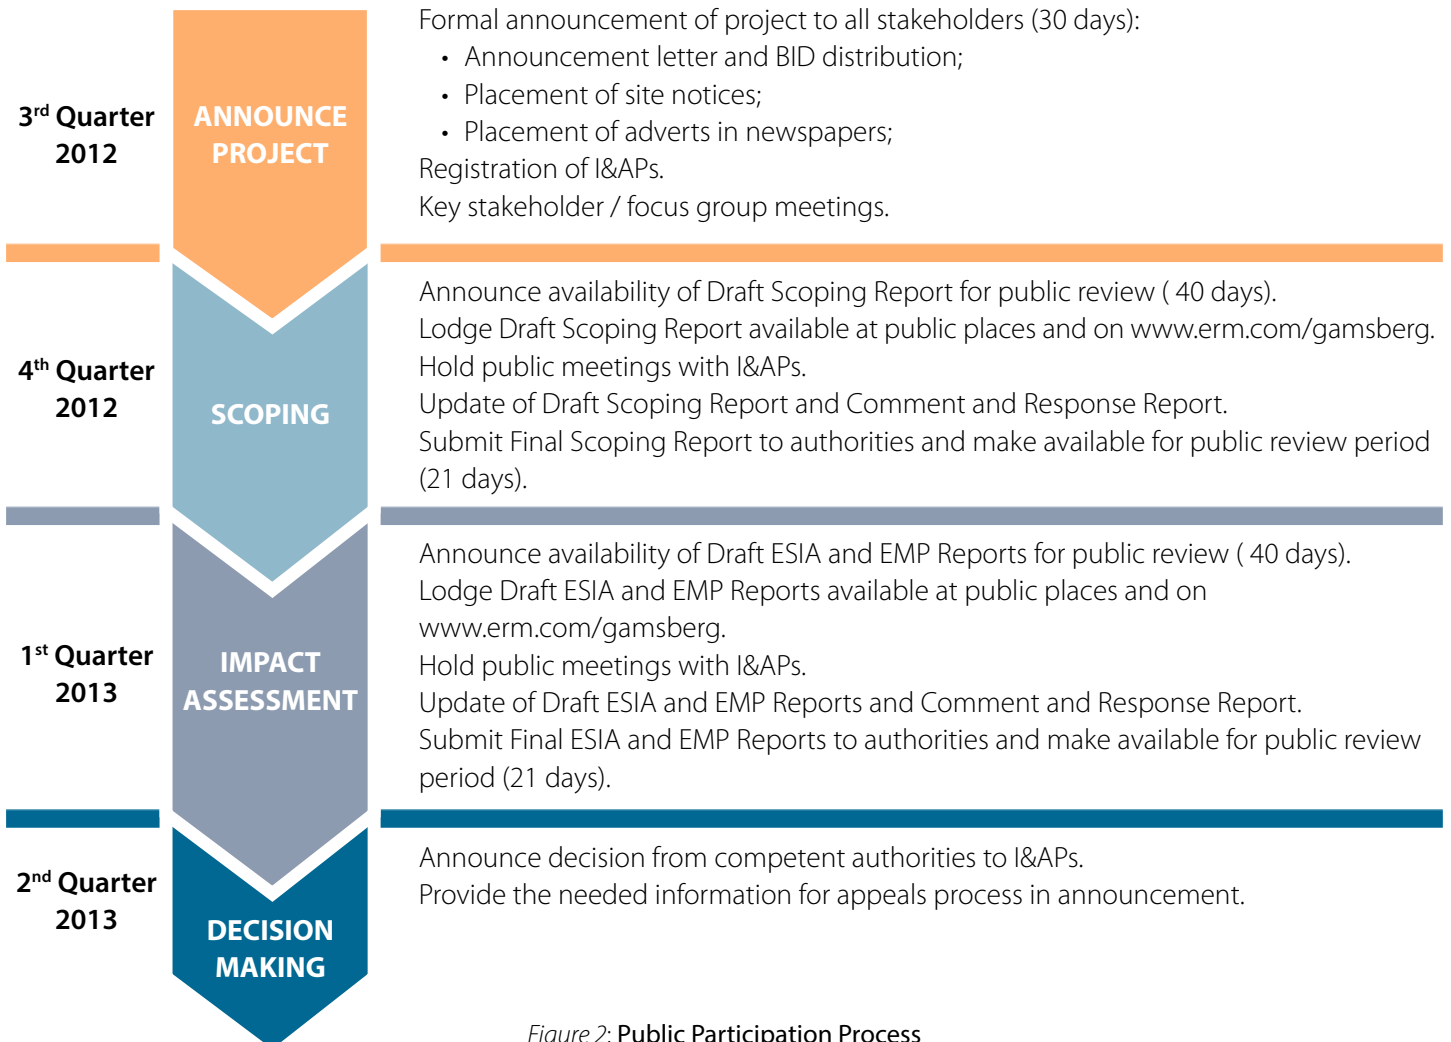 3rd Quarter
2012
ANNOUNCE
PROJECT
Formal announcement of project to all stakeholders (30 days):
• Announcement letter and BID distribution;
• Placement of site notices;
• Placement of adverts in newspapers;
Registration of I&APs.
Key stakeholder / focus group meetings.
4th Quarter
2012
SCOPING
Announce availability of Draft Scoping Report for public review ( 40 days).
Lodge Draft Scoping Report available at public places and on www.erm.com/gamsberg.
Hold public meetings with I&APs.
Update of Draft Scoping Report and Comment and Response Report.
Submit Final Scoping Report to authorities and make available for public review period
(21 days).
1st Quarter
2013
IMPACT
ASSESSMENT
Announce availability of Draft ESIA and EMP Reports for public review ( 40 days).
Lodge Draft ESIA and EMP Reports available at public places and on
www.erm.com/gamsberg.
Hold public meetings with I&APs.
Update of Draft ESIA and EMP Reports and Comment and Response Report.
Submit Final ESIA and EMP Reports to authorities and make available for public review
period (21 days).
2nd Quarter
2013
DECISION
MAKING
Announce decision from competent authorities to I&APs.
Provide the needed information for appeals process in announcement.
Figure 2: Public Participation Process